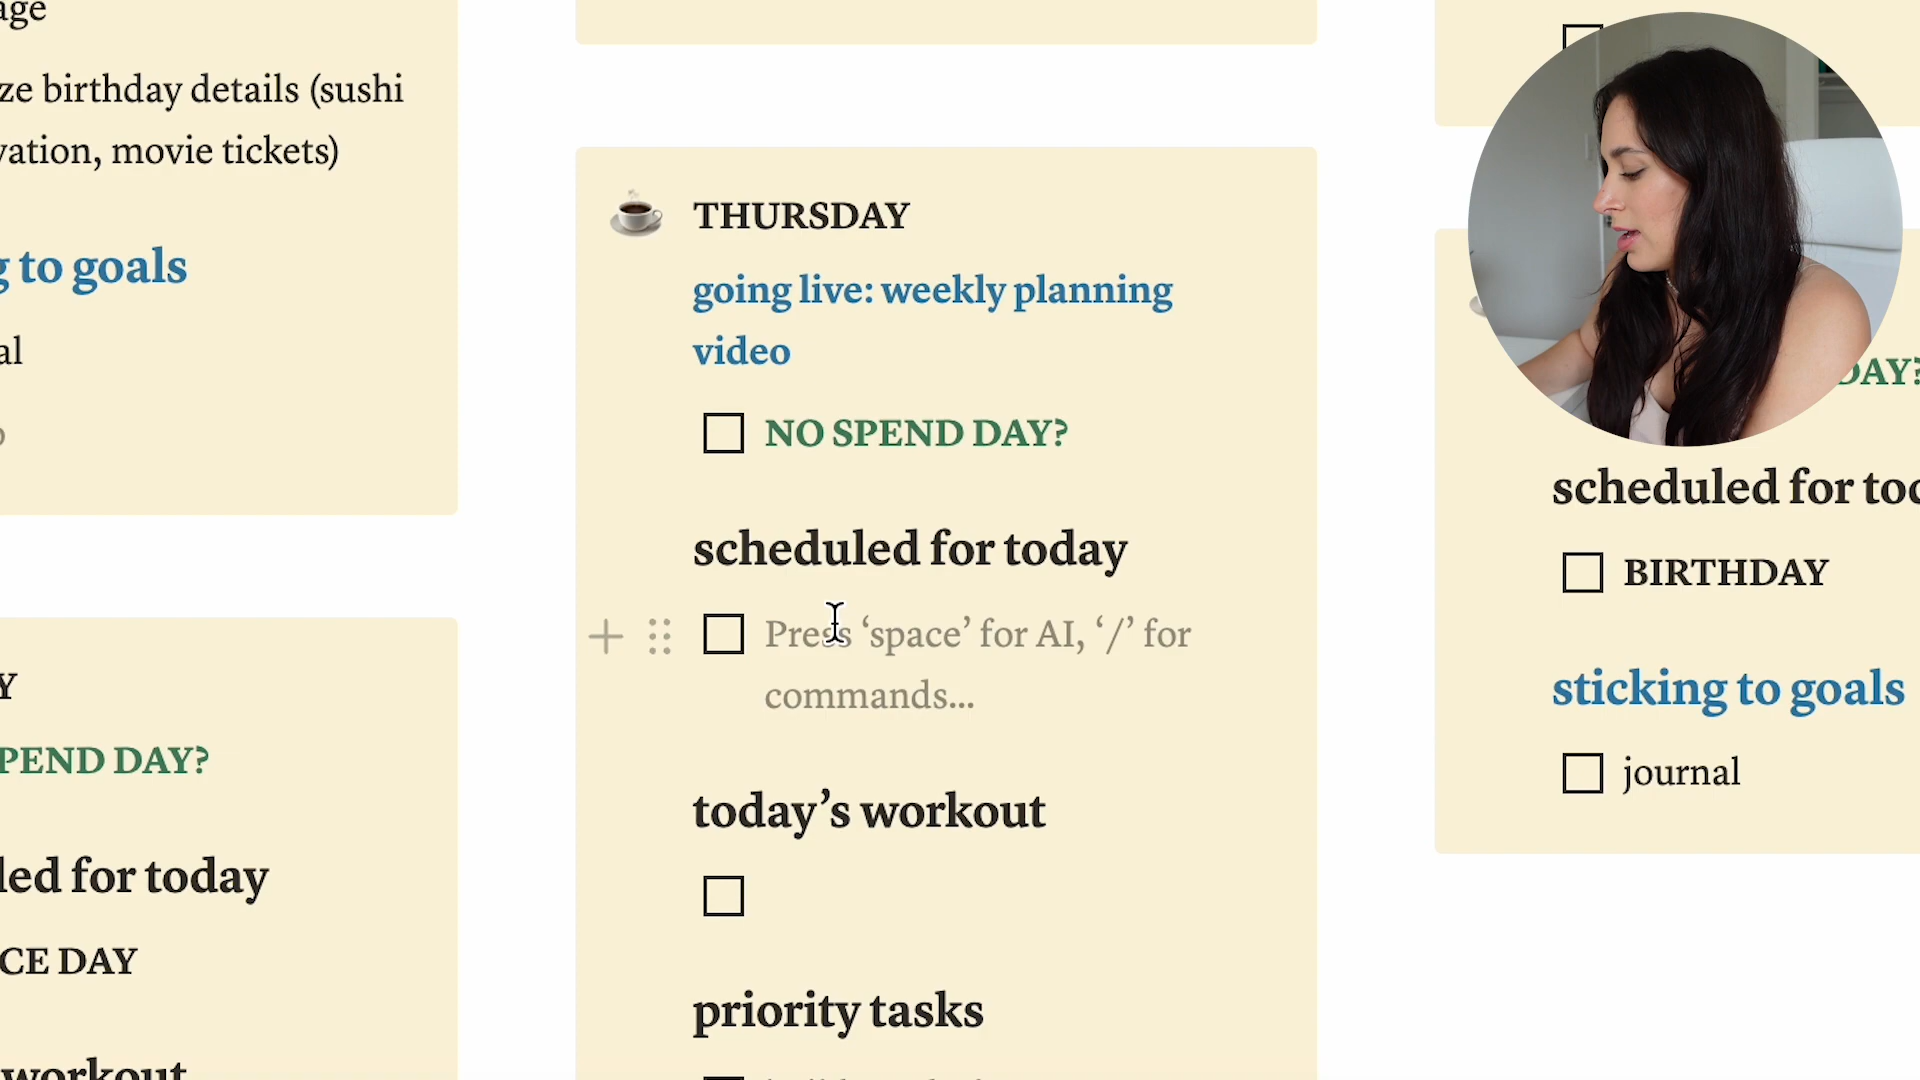 age
ze birthday details (sushi
vation, movie tickets)
g to goals
al
Y
PEND DAY?
led for today
CE DAY
workout
THURSDAY
going live: weekly planning
video
NO SPEND DAY?
scheduled for today
Press ‘space’ for AI, ‘/’ for
commands...
today’s workout
priority tasks
DAY?
scheduled for tod
BIRTHDAY
sticking to goals
journal